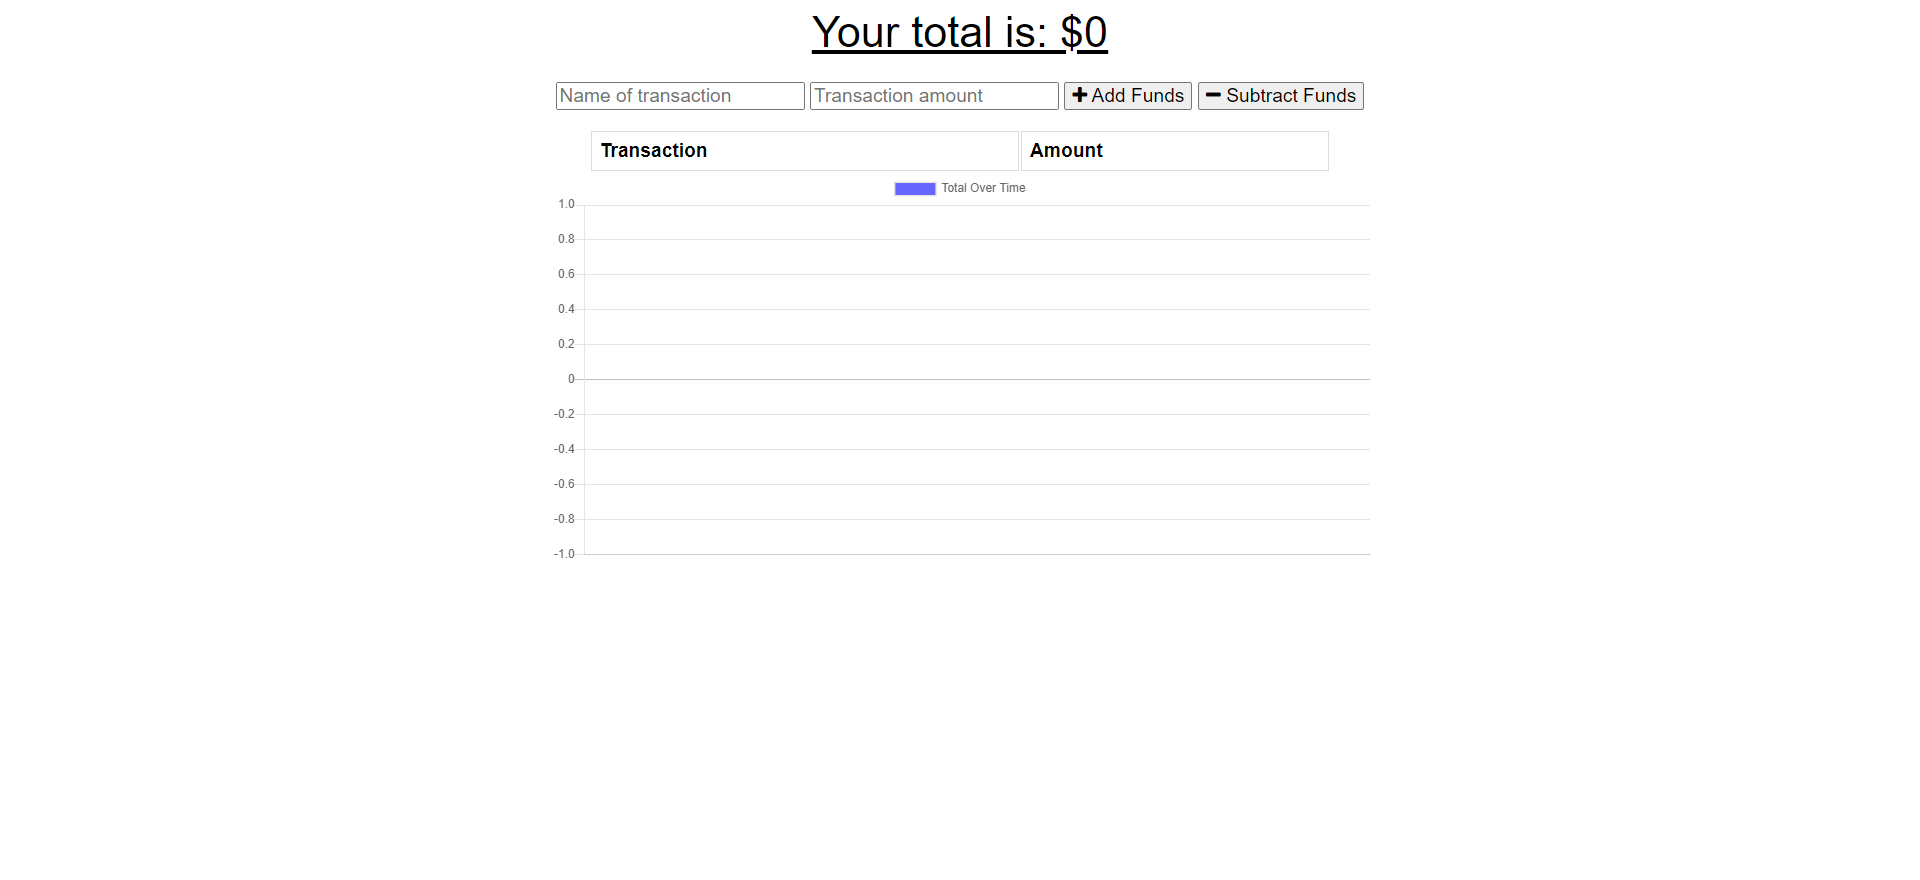 Your total is: $0
Name of transaction Transaction amount Add Funds Subtract Funds
Transaction Amount
Total Over Time
1.0
0.8
0.6
0.4
0.2
0
-0.2
-0.4
-0.6
-0.8
-1.0